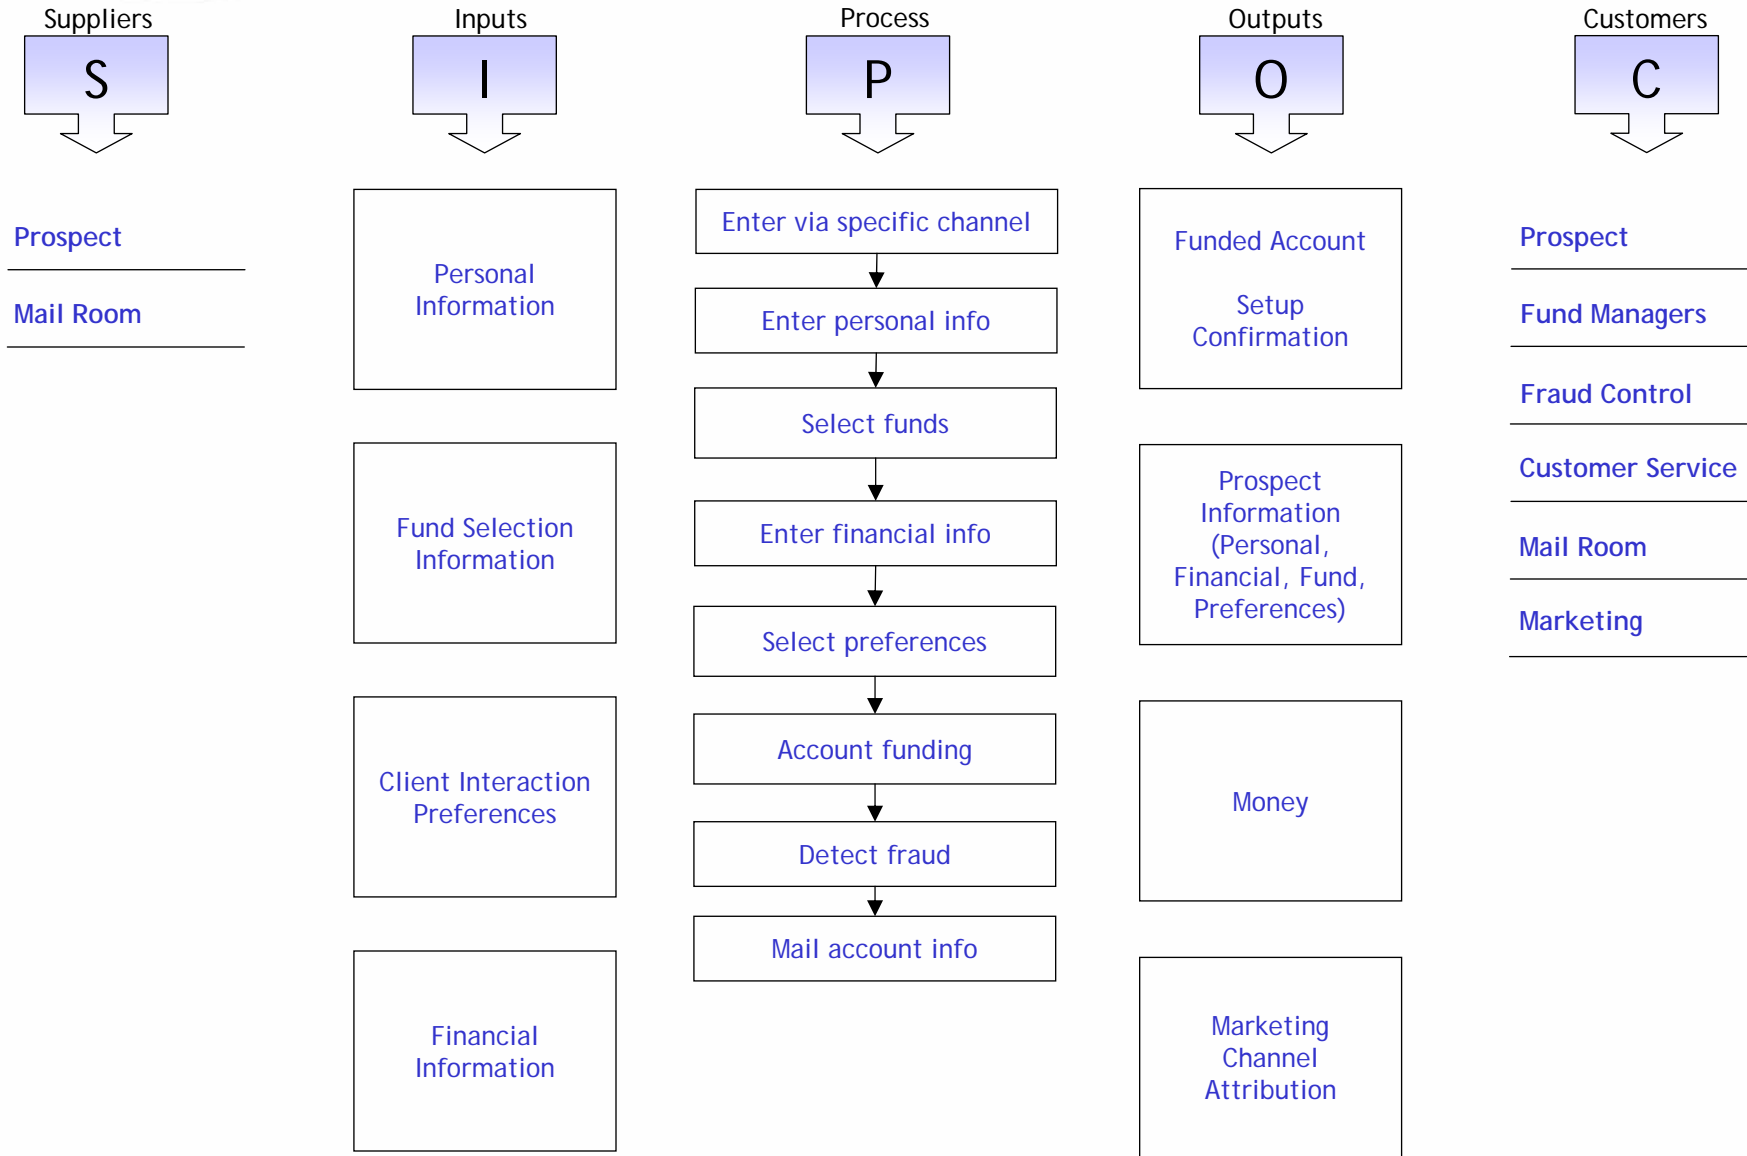 Suppliers
S
Prospect
Mail Room
Inputs
I
Personal
Information
Fund Selection
Information
Client Interaction
Preferences
Financial
Information
Process
P
Enter via specific channel
Enter personal info
Select funds
Enter financial info
Select preferences
Account funding
Detect fraud
Mail account info
Outputs
O
Funded Account
Setup
Confirmation
Prospect
Information
(Personal,
Financial, Fund,
Preferences)
Money
Marketing
Channel
Attribution
Customers
C
Prospect
Fund Managers
Fraud Control
Customer Service
Mail Room
Marketing